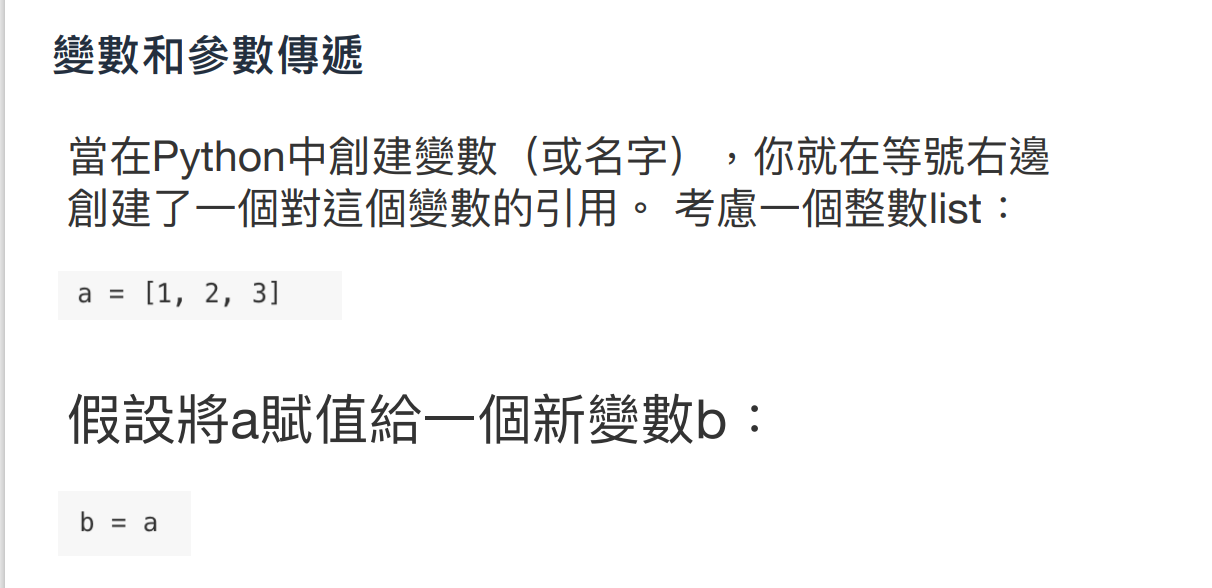 變數和參數傳遞
當在Python中創建變數（或名字），你就在等號右邊
創建了一個對這個變數的引用。 考慮一個整數list：
a = [1, 2, 3]
假設將a賦值給一個新變數b：
b = a